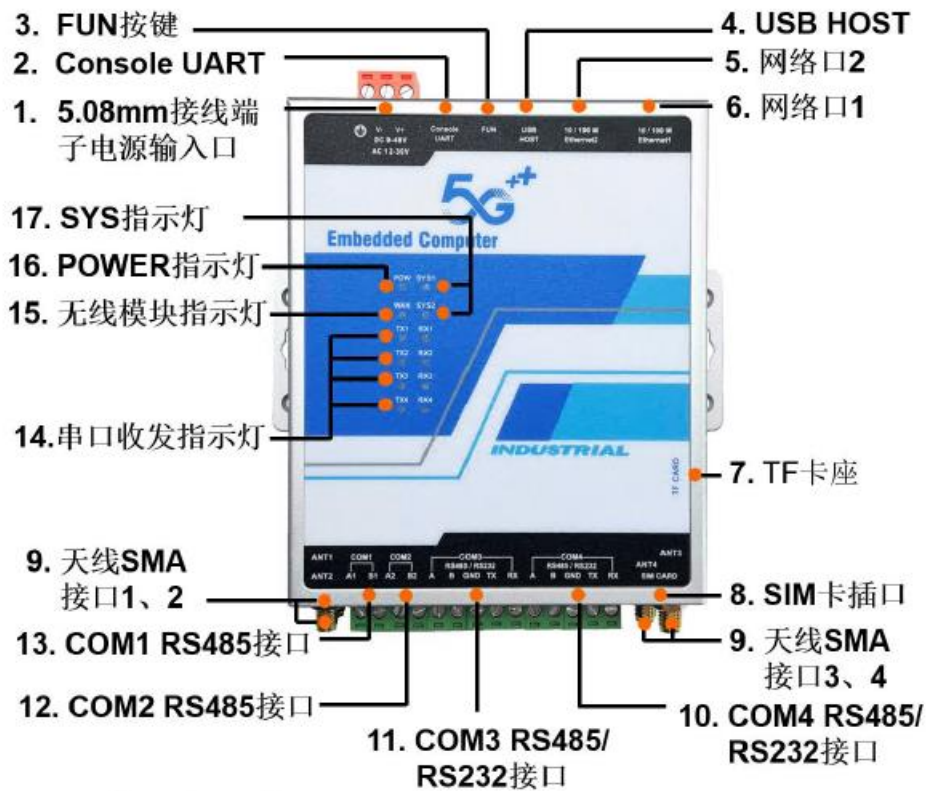 3. FUN按键
2. Console UART
1. 5.08mm接线端
子电源输入口
4. USB HOST
5. 网络口2
6. 网络口1
V- V+
DC 9-48V
AC 12-30V
Console
UART
FUN
USB
HOST
10 / 100 M
Ethernet2
10 / 100 M
Ethernet1
5G++
Embedded Computer
17. SYS指示灯
16. POWER指示灯
15. 无线模块指示灯
14.串口收发指示灯
POW SYS1
WAN SYS2
TX1 RX1
TX2 RX2
TX3 RX3
TX4 RX4
INDUSTRIAL
TF CARD
7. TF卡座
ANT1 COM1 COM2 COM3 COM4 ANT3
RS485 / RS232 RS485 / RS232 ANT4
ANT2 A1 B1 A2 B2 A B GND TX RX A B GND TX RX SIM CARD
9. 天线SMA
接口1、2
13. COM1 RS485接口
12. COM2 RS485接口
11. COM3 RS485/
RS232接口
8. SIM卡插口
9. 天线SMA
接口3、4
10. COM4 RS485/
RS232接口